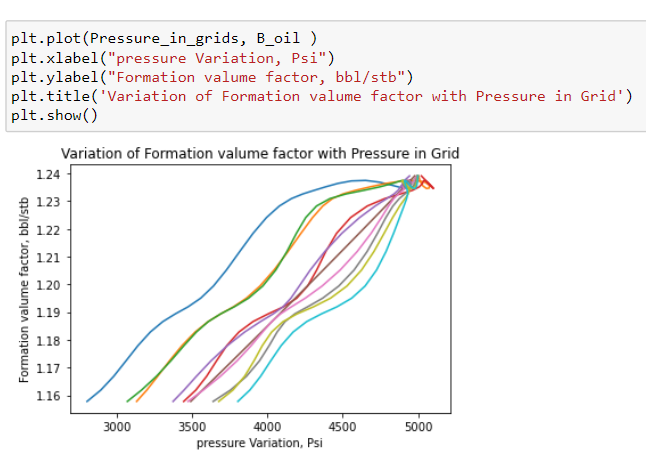 plt.plot(Pressure_in_grids, B_oil )
plt.xlabel("pressure Variation, Psi")
plt.ylabel("Formation valume factor, bbl/stb")
plt.title('Variation of Formation valume factor with Pressure in Grid')
plt.show()
Variation of Formation valume factor with Pressure in Grid
Formation valume factor, bbl/stb
1.24
1.23
1.22
1.21
1.20
1.19
1.18
1.17
1.16
3000 3500 4000 4500 5000
pressure Variation, Psi